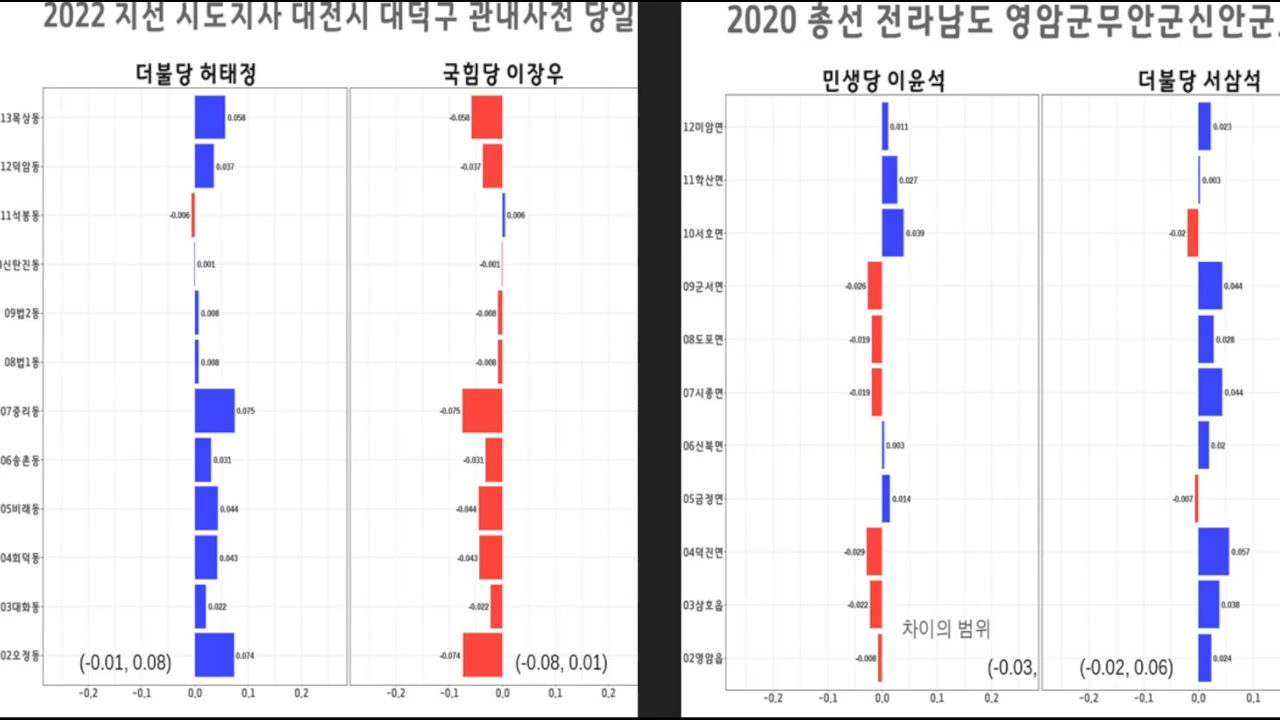 2022 지선 시도지사 대전시 대덕구 관내사전 당일
더불당 허태정
국힘당 이장우
13목상동
0.058
-0.058
12덕암동
0.037
-0.037
11석봉동
-0.006
0.006
신탄진동
0.001
-0.001
09법2동
0.008
-0.008
08법1동
0.008
-0.008
07중리동
0.075
-0.075
06송촌동
0.031
-0.031
05비래동
0.044
-0.044
04회덕동
0.043
-0.043
03대화동
0.022
-0.022
02오정동
0.074
-0.074
(-0.01, 0.08)
(-0.08, 0.01)
-0,2 -0,1 0,0 0,1 0,2
-0,2 -0,1 0,0 0,1 0,2
2020 총선 전라남도 영암군무안군신안군
민생당 이윤석
더불당 서삼석
12미암면
0.011
0.023
11학산면
0.027
0.003
10서호면
0.039
-0.02
09군서면
-0.026
0.044
08도포면
-0.019
0.028
07시종면
-0.019
0.044
06신북면
0.003
0.02
05금정면
0.014
-0.007
04덕진면
-0.029
0.057
03삼호읍
-0.022
0.038
차이의 범위
02영암읍
-0.008
0.024
(-0.03,
(-0.02, 0.06)
-0,2 -0,1 0,0 0,1 0,2
-0,2 -0,1 0,0 0,1